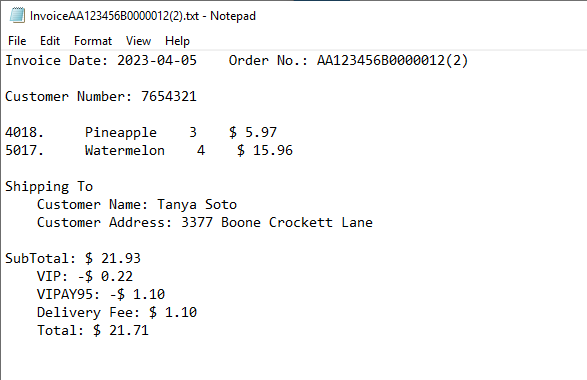 InvoiceAA123456B0000012(2).txt - Notepad
File Edit Format View Help
Invoice Date: 2023-04-05 Order No.: AA123456B0000012(2)
Customer Number: 7654321
4018. Pineapple 3 $ 5.97
5017. Watermelon 4 $ 15.96
Shipping To
Customer Name: Tanya Soto
Customer Address: 3377 Boone Crockett Lane
SubTotal: $ 21.93
VIP: -$ 0.22
VIPAY95: -$ 1.10
Delivery Fee: $ 1.10
Total: $ 21.71